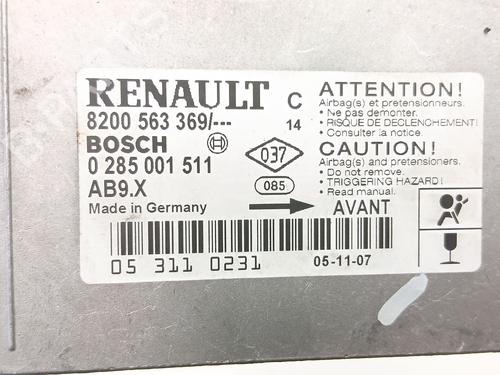 RENAULT C
8200 563 369/--- 14
BOSCH
0 285 001 511
AB9.X
Made in Germany
037
085
AVANT
ATTENTION!
Airbag(s) et pretensionneurs.
• Ne pas demonter.
• RISQUE DE DECLENCHEMENT!
• Consulter la notice.
CAUTION!
Airbag(s) and pretensioners.
• Do not remove.
• TRIGGERING HAZARD!
• Read manual.
05 311 0231
05-11-07